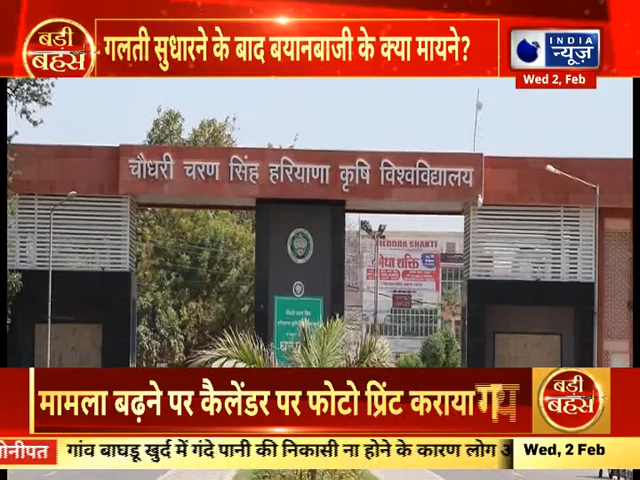 बड़ी
बहस
गलती सुधारने के बाद बयानबाजी के क्या मायने?
INDIA
न्यूज़
Wed 2, Feb
चौधरी चरण सिंह हरियाणा कृषि विश्वविद्यालय
SHAKTI
शक्ति
मामला बढ़ने पर कैलेंडर पर फोटो प्रिंट कराया
बड़ी
बहस
सोनीपत
गांव बाघडू खुर्द में गंदे पानी की निकासी ना होने के कारण लोग
Wed, 2 Feb